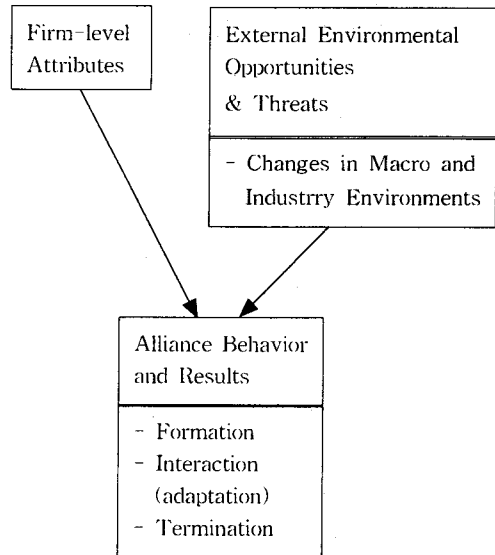 Firm-level
Attributes
External Environmental
Opportunities
& Threats
- Changes in Macro and
Industrry Environments
Alliance Behavior
and Results
- Formation
- Interaction
(adaptation)
- Termination